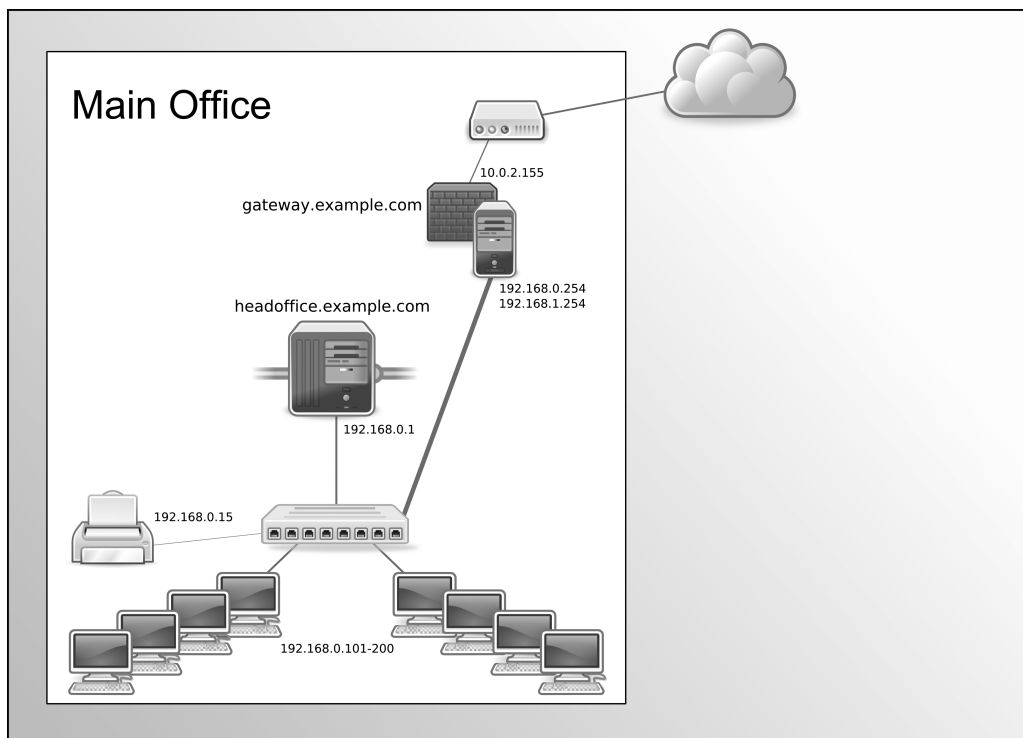 Main Office
10.0.2.155
gateway.example.com
192.168.0.254
192.168.1.254
headoffice.example.com
192.168.0.1
192.168.0.15
192.168.0.101-200